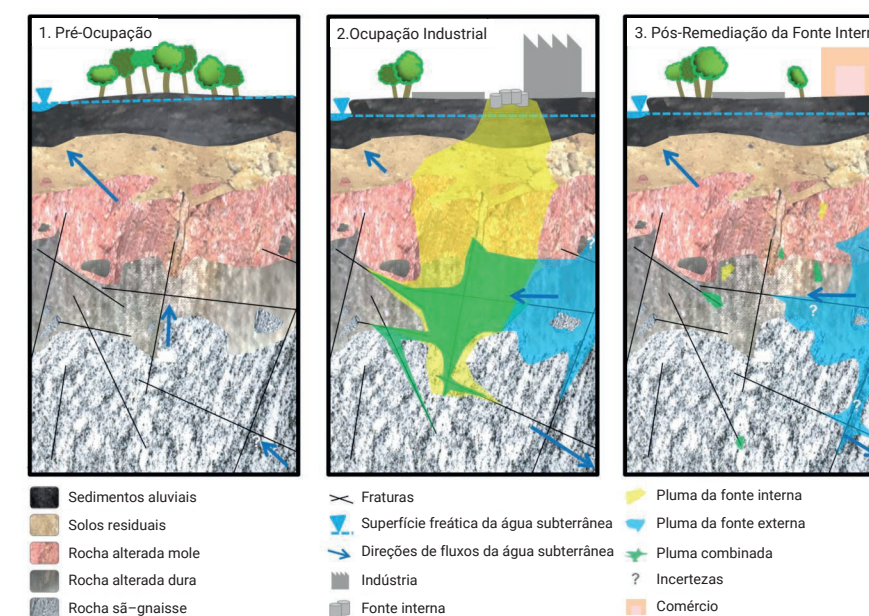 1. Pré-Ocupação
2.Ocupação Industrial
3. Pós-Remediação da Fonte Intern
?
?
?
Sedimentos aluviais
Solos residuais
Rocha alterada mole
Rocha alterada dura
Rocha sã–gnaisse
Fraturas
Superfície freática da água subterrânea
Direções de fluxos da água subterrânea
Indústria
Fonte interna
Pluma da fonte interna
Pluma da fonte externa
Pluma combinada
? Incertezas
Comércio